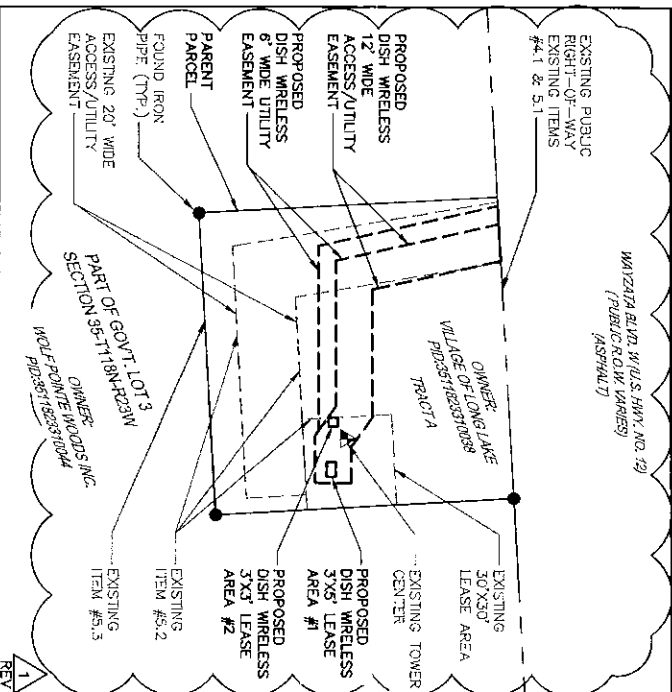 WAYZATA BLVD. W (U.S. HWY. NO. 12)
(PUBLIC R.O.W. VARIES)
(ASPHALT)
EXISTING PUBLIC
RIGHT-OF-WAY
EXISTING ITEMS
#4.1 & 5.1
PROPOSED
DISH WIRELESS
12' WIDE
ACCESS/UTILITY
EASEMENT
PROPOSED
DISH WIRELESS
6' WIDE UTILITY
EASEMENT
PARENT
PARCEL
FOUND IRON
PIPE (TYP.)
EXISTING 20' WIDE
ACCESS/UTILITY
EASEMENT
OWNER:
VILLAGE OF LONG LAKE
PID:3511823310038
TRACT A
EXISTING
30'X30'
LEASE AREA
EXISTING TOWER
CENTER
PROPOSED
DISH WIRELESS
3'X5' LEASE
AREA #1
PROPOSED
DISH WIRELESS
3'X3' LEASE
AREA #2
EXISTING
ITEM #5.2
EXISTING
ITEM #5.3
PART OF GOV'T. LOT 3
SECTION 35-T118N-R23W
OWNER:
WOLF POINTE WOODS INC.
PID:3511823310044
1
REV